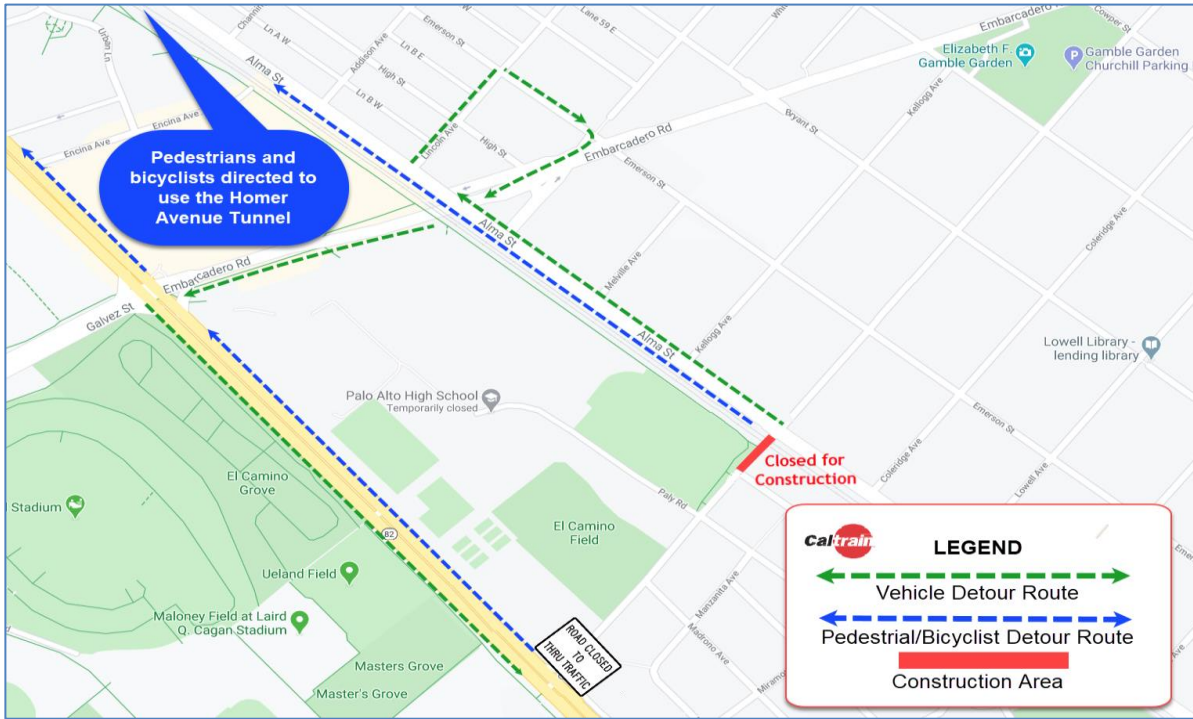 Urban Ln
Channing
Ln A W
Addison Ave
Ln B E
Emerson St
Lane 59 E
Embarcadero Rd
Cowper St
Elizabeth F.
Gamble Garden
Gamble Garden
Churchill Parking
Alma St
High St
Ln B W
Kellogg Ave
Bryant St
Encina Ave
Encina Ave
Lincoln Ave
High St
Embarcadero Rd
Pedestrians and
bicyclists directed to
use the Homer
Avenue Tunnel
Emerson St
Coleridge Ave
Alma St
Embarcadero Rd
Melville Ave
Galvez St
Alma St
Kellogg Ave
Lowell Library -
lending library
Palo Alto High School
Temporarily closed
Emerson St
Closed for
Construction
Coleridge Ave
Lowell Ave
El Camino
Grove
Stadium
Paly Rd
El Camino
Field
82
Ueland Field
Maloney Field at Laird
Q. Cagan Stadium
Manzanita Ave
Madrono Ave
ROAD CLOSED
TO
THRU TRAFFIC
Masters Grove
Master's Grove
Caltrain
LEGEND
Vehicle Detour Route
Pedestrial/Bicyclist Detour Route
Construction Area